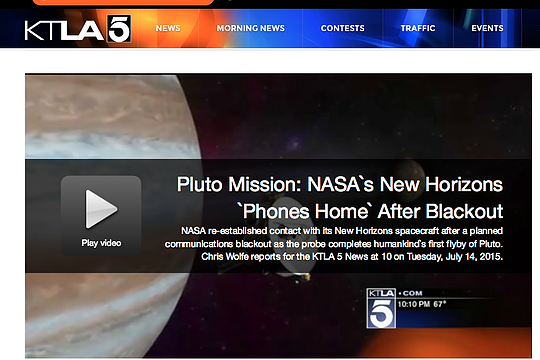 KTLA 5 NEWS MORNING NEWS CONTESTS TRAFFIC EVENTS
Pluto Mission: NASA`s New Horizons
`Phones Home` After Blackout
NASA re-established contact with its New Horizons spacecraft after a planned
communications blackout as the probe completes humankind's first flyby of Pluto.
Chris Wolfe reports for the KTLA 5 News at 10 on Tuesday, July 14, 2015.
Play video
KTLA •COM
5 10:10 PM 67°